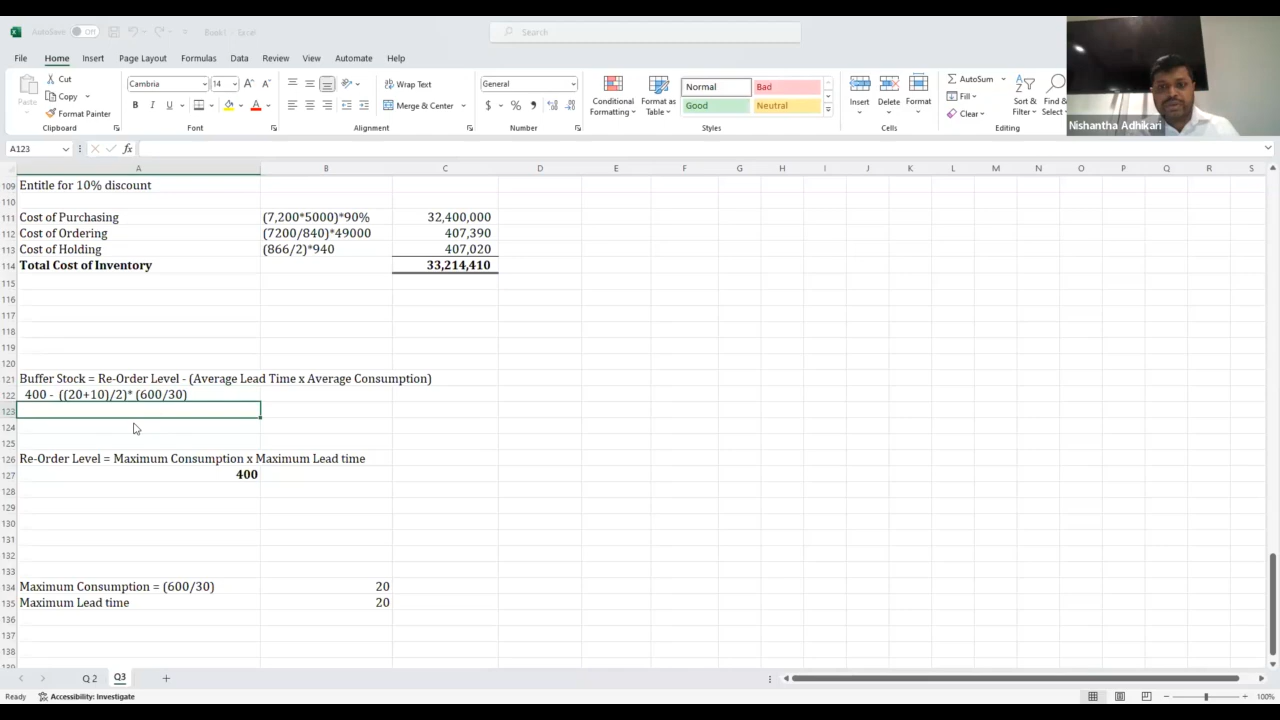 AutoSave Off Book1 - Excel Search
File Home Insert Page Layout Formulas Data Review View Automate Help
Paste Cut Copy Format Painter Clipboard
Cambria 14 B I U A Font
Wrap Text Merge & Center Alignment
General $ % Number
Conditional Formatting Format as Table
Normal Bad Good Neutral Styles
Insert Delete Format Cells
AutoSum Fill Clear Sort & Filter Find & Select Editing
Nishantha Adhikari
A123 fx
A B C D E F G H I J K L M N O P Q R S
109 Entitle for 10% discount
110
111 Cost of Purchasing (7,200*5000)*90% 32,400,000
112 Cost of Ordering (7200/840)*49000 407,390
113 Cost of Holding (866/2)*940 407,020
114 Total Cost of Inventory 33,214,410
115
116
117
118
119
120
121 Buffer Stock = Re-Order Level - (Average Lead Time x Average Consumption)
122 400 - ((20+10)/2)* (600/30)
123
124
125
126 Re-Order Level = Maximum Consumption x Maximum Lead time
127 400
128
129
130
131
132
133
134 Maximum Consumption = (600/30) 20
135 Maximum Lead time 20
136
137
138
139
Q 2 Q3
Ready Accessibility: Investigate 100%